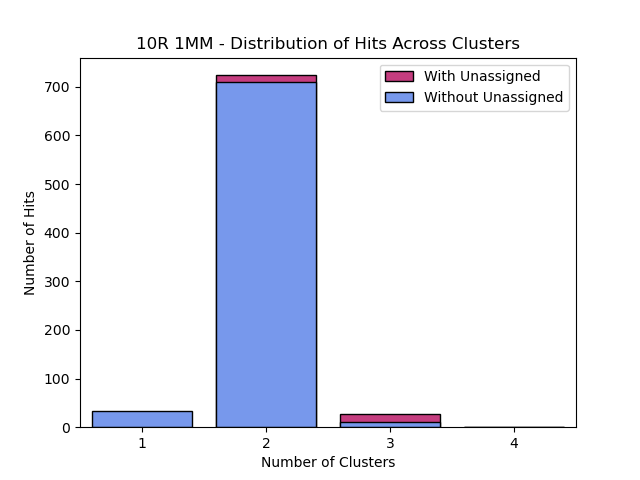 10R 1MM - Distribution of Hits Across Clusters
With Unassigned
Without Unassigned
Number of Hits
700
600
500
400
300
200
100
0
1 2 3 4
Number of Clusters